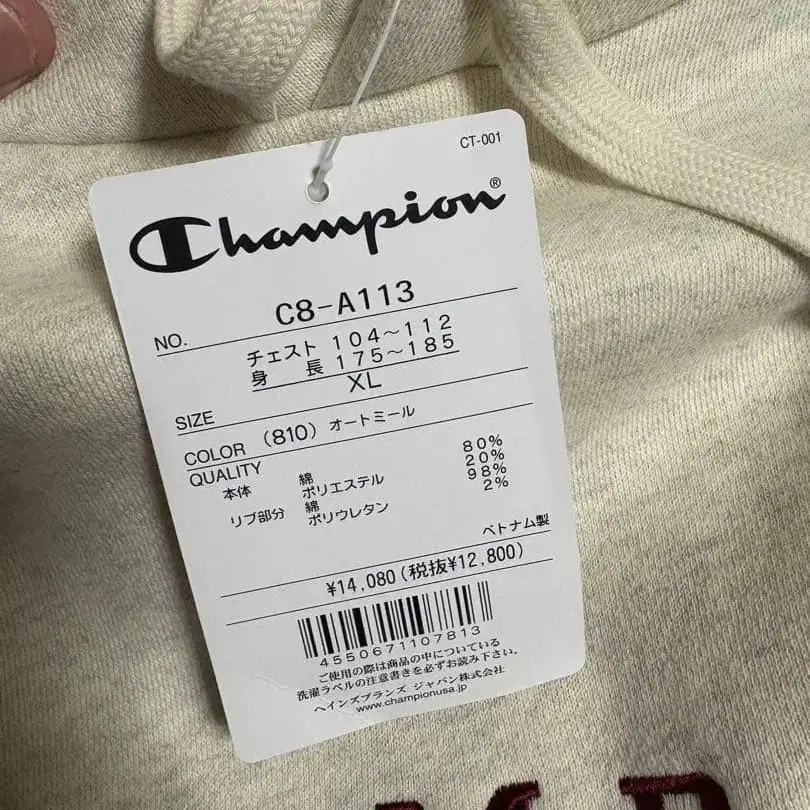 CT-001
Champion®
NO. C8-A113
チェスト 104~112
身 長 175~185
SIZE XL
COLOR (810) オートミール
QUALITY
本体 綿 80%
ポリエステル 20%
リブ部分 綿 98%
ポリウレタン 2%
ベトナム製
¥14,080(税抜¥12,800)
4550671107813
ご使用の際は商品の中についている
洗濯ラベルの注意書きを必ずお読み下さい。
ヘインズブランズ ジャパン株式会社
www.championusa.jp